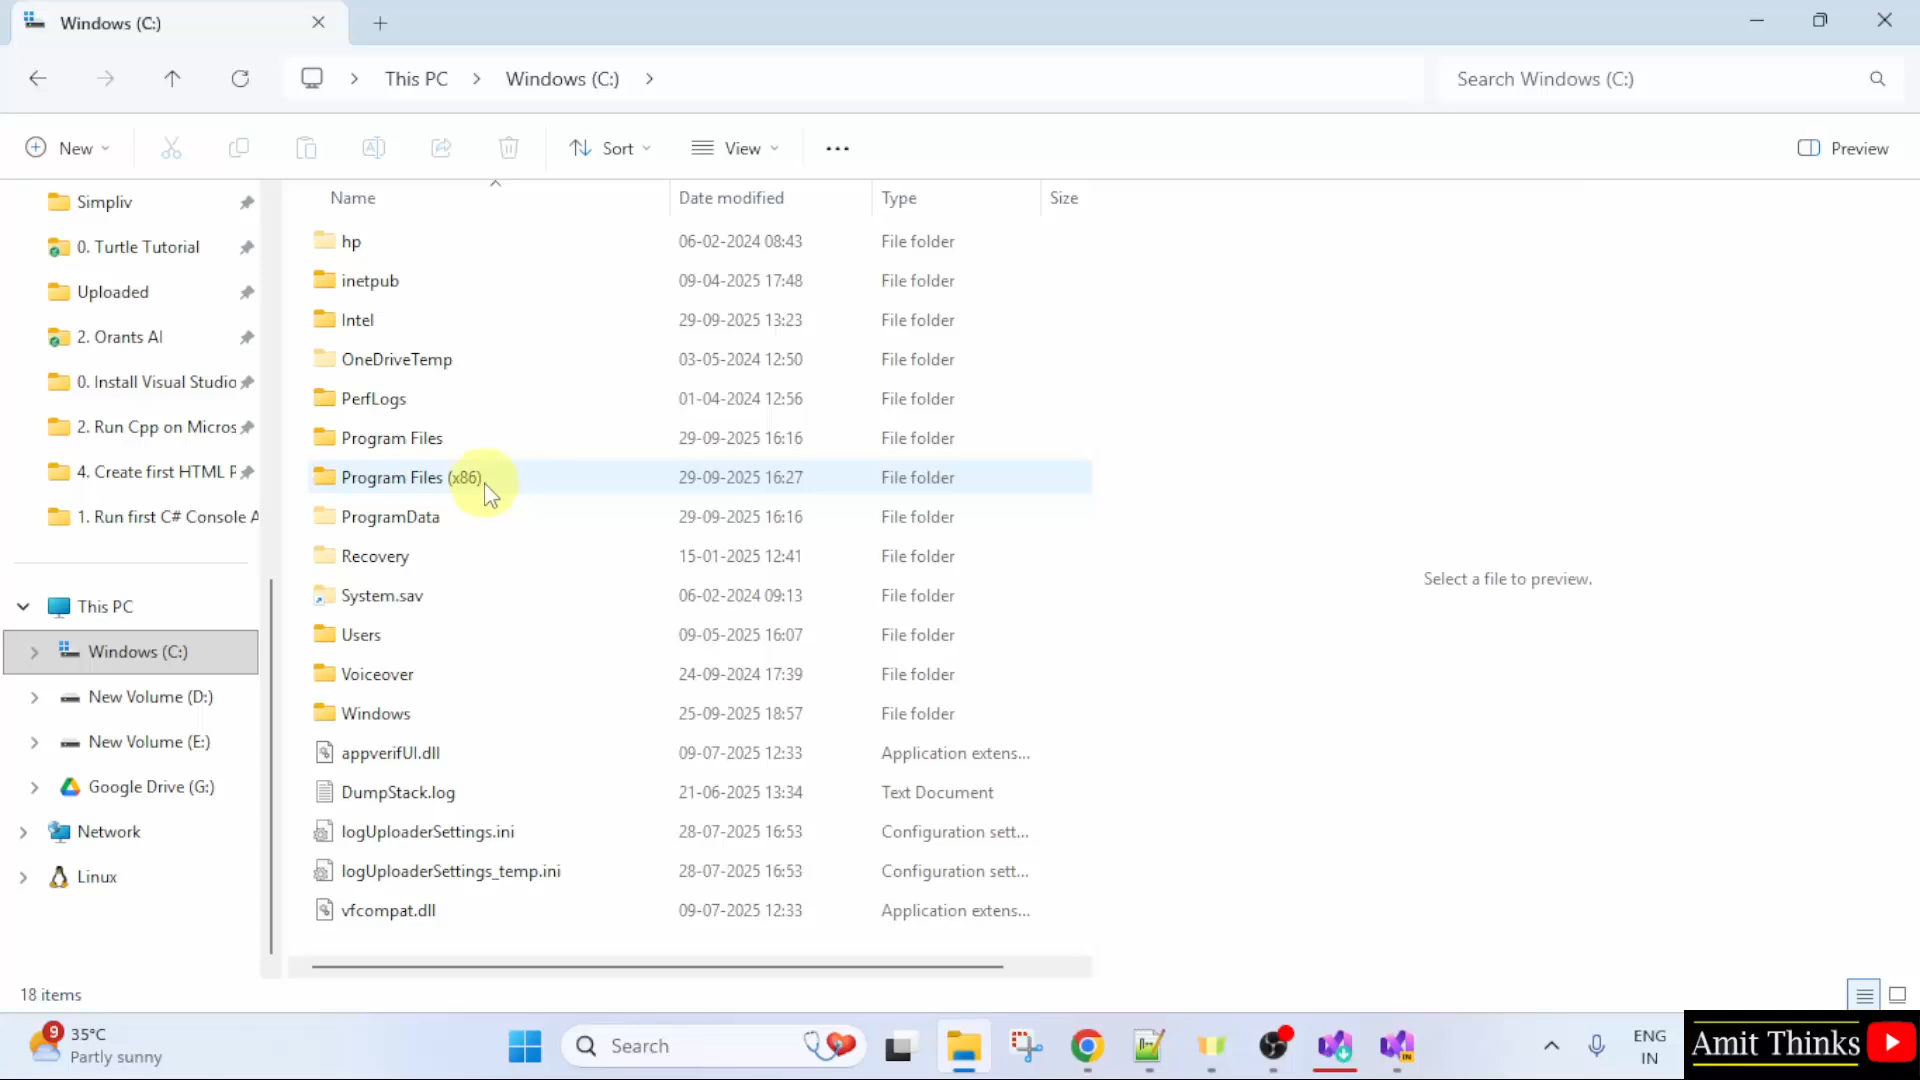 Windows (C:)
This PC
Windows (C:)
Search Windows (C:)
New
Sort
View
Preview
Simpliv
0. Turtle Tutorial
Uploaded
2. Orants AI
0. Install Visual Studio
2. Run Cpp on Micros
4. Create first HTML F
1. Run first C# Console A
This PC
Windows (C:)
New Volume (D:)
New Volume (E:)
Google Drive (G:)
Network
Linux
Name Date modified Type Size
hp 06-02-2024 08:43 File folder
inetpub 09-04-2025 17:48 File folder
Intel 29-09-2025 13:23 File folder
OneDriveTemp 03-05-2024 12:50 File folder
PerfLogs 01-04-2024 12:56 File folder
Program Files 29-09-2025 16:16 File folder
Program Files (x86) 29-09-2025 16:27 File folder
ProgramData 29-09-2025 16:16 File folder
Recovery 15-01-2025 12:41 File folder
System.sav 06-02-2024 09:13 File folder
Users 09-05-2025 16:07 File folder
Voiceover 24-09-2024 17:39 File folder
Windows 25-09-2025 18:57 File folder
appverifUI.dll 09-07-2025 12:33 Application extens...
DumpStack.log 21-06-2025 13:34 Text Document
logUploaderSettings.ini 28-07-2025 16:53 Configuration sett...
logUploaderSettings_temp.ini 28-07-2025 16:53 Configuration sett...
vfcompat.dll 09-07-2025 12:33 Application extens...
Select a file to preview.
18 items
9
35°C
Partly sunny
Search
IN
ENG
IN
Amit Thinks